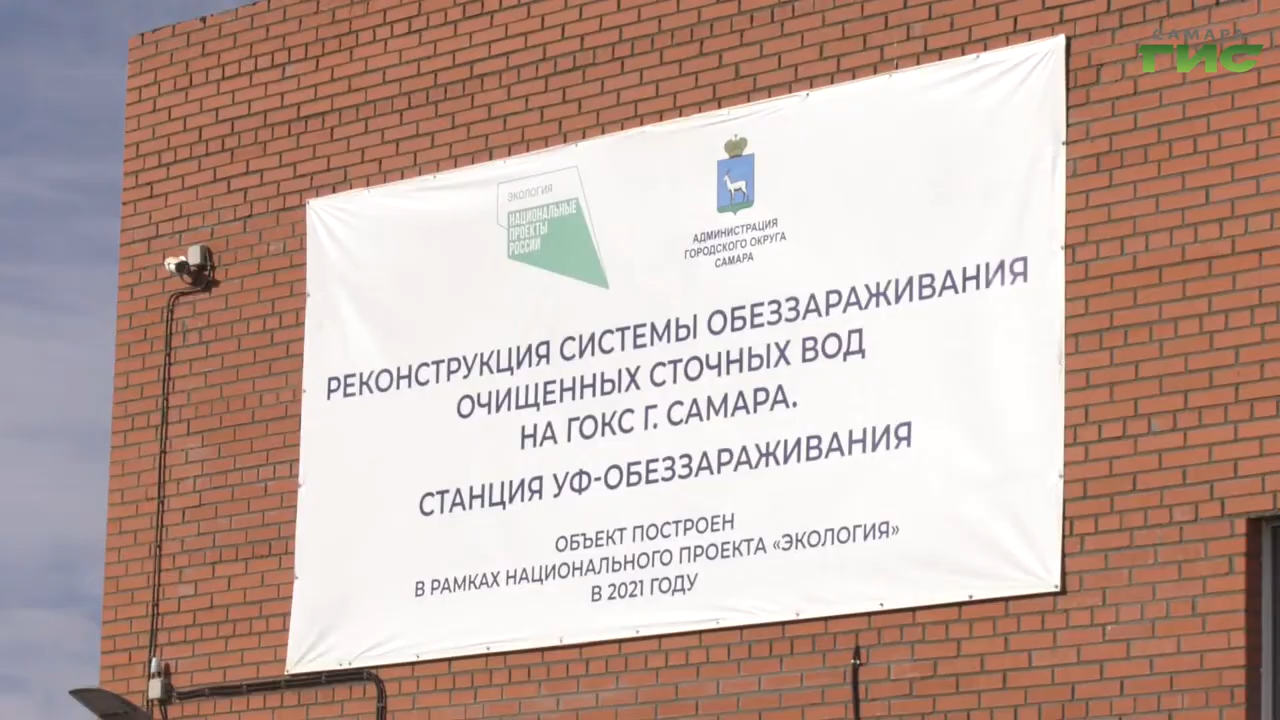 САМАРА
ГИС
ЭКОЛОГИЯ
НАЦИОНАЛЬНЫЕ
ПРОЕКТЫ
РОССИИ
АДМИНИСТРАЦИЯ
ГОРОДСКОГО ОКРУГА
САМАРА
РЕКОНСТРУКЦИЯ СИСТЕМЫ ОБЕЗЗАРАЖИВАНИЯ
ОЧИЩЕННЫХ СТОЧНЫХ ВОД
НА ГОКС Г. САМАРА.
СТАНЦИЯ УФ-ОБЕЗЗАРАЖИВАНИЯ
ОБЪЕКТ ПОСТРОЕН
В РАМКАХ НАЦИОНАЛЬНОГО ПРОЕКТА «ЭКОЛОГИЯ»
В 2021 ГОДУ